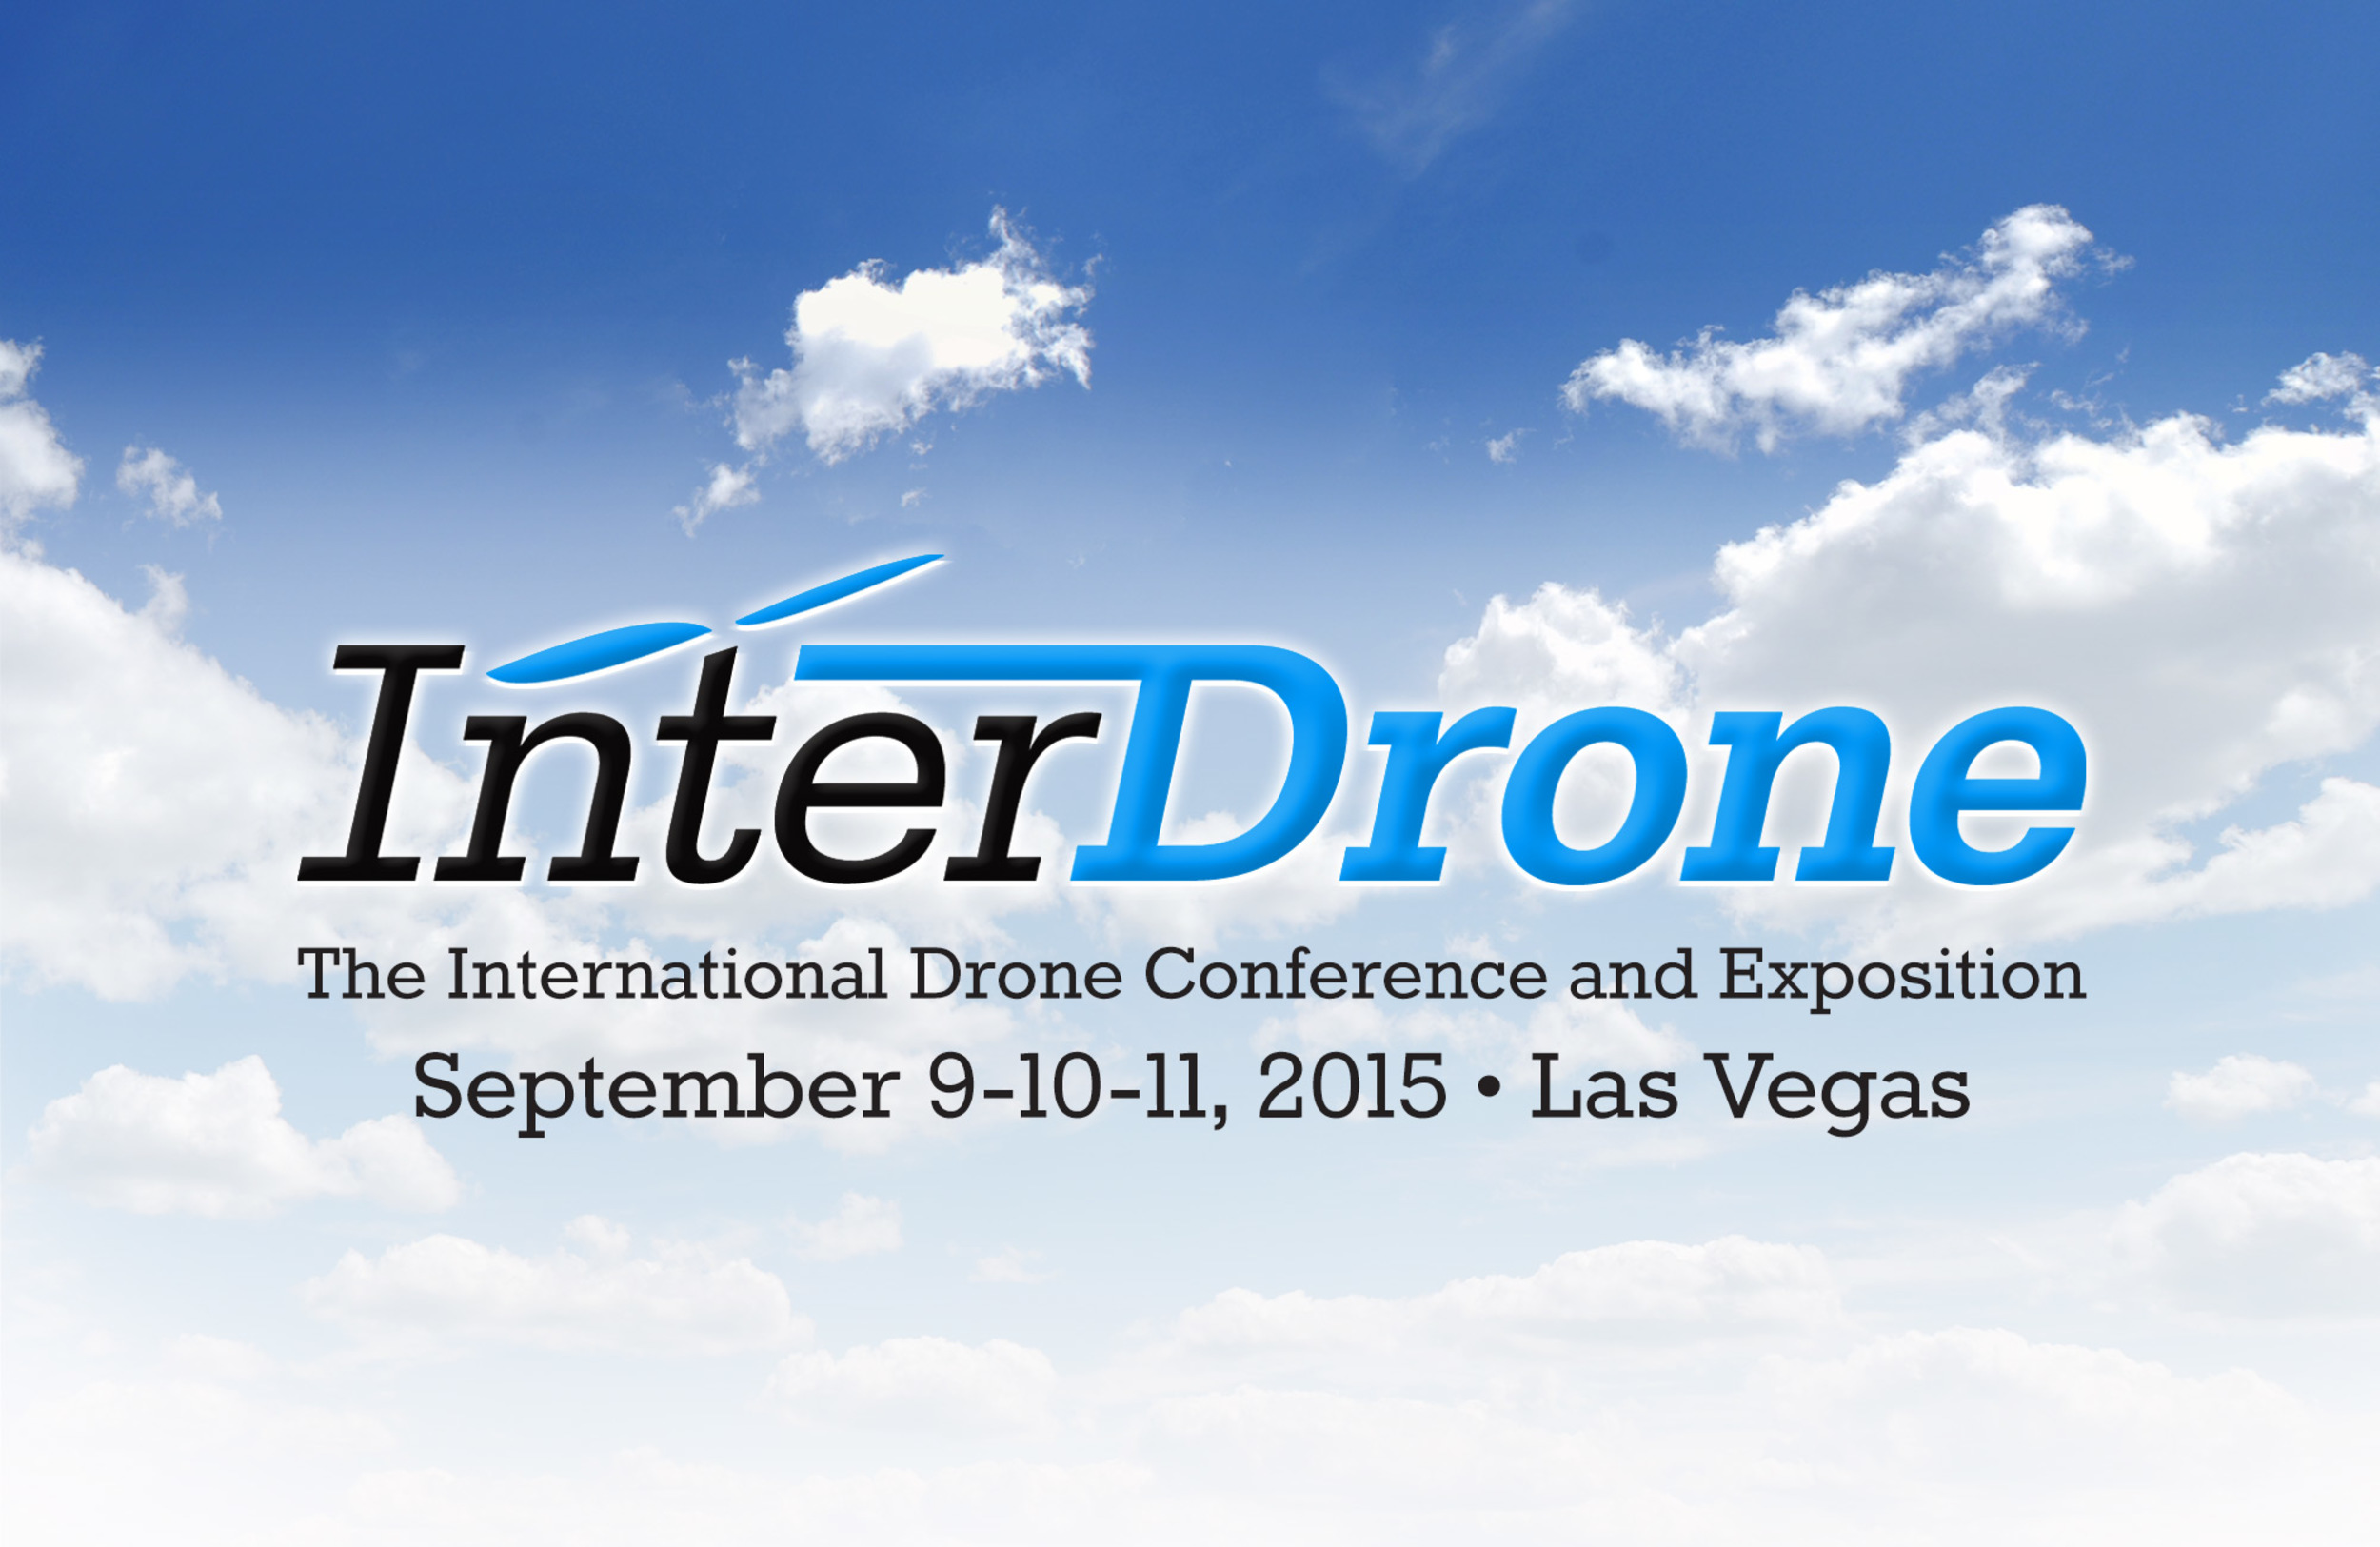 InterDrone
The International Drone Conference and Exposition
September 9-10-11, 2015 • Las Vegas